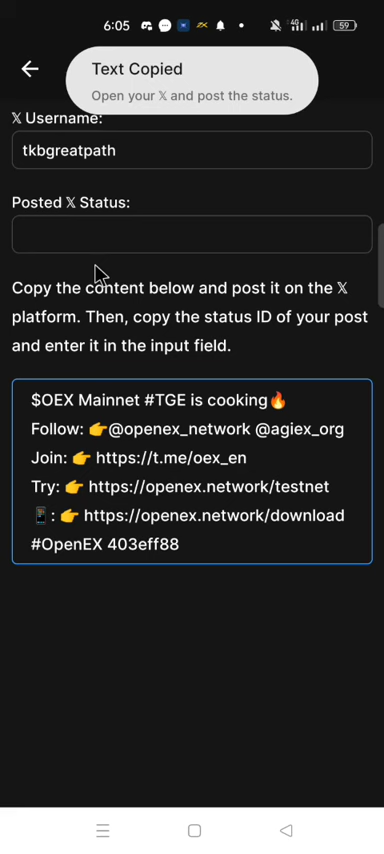 6:05
4G
59
Text Copied
Open your 𝕏 and post the status.
𝕏 Username:
tkbgreatpath
Posted 𝕏 Status:
Copy the content below and post it on the 𝕏
platform. Then, copy the status ID of your post
and enter it in the input field.
$OEX Mainnet #TGE is cooking🔥
Follow: 👉@openex_network @agiex_org
Join: 👉 https://t.me/oex_en
Try: 👉 https://openex.network/testnet
📱: 👉 https://openex.network/download
#OpenEX 403eff88